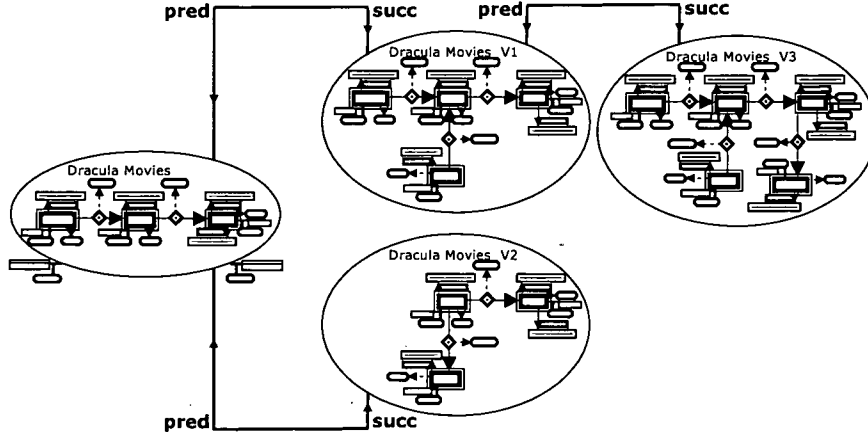 pred succ pred succ
Dracula Movies V1
Dracula Movies V3
Dracula Movies
Dracula Movies V2
pred succ